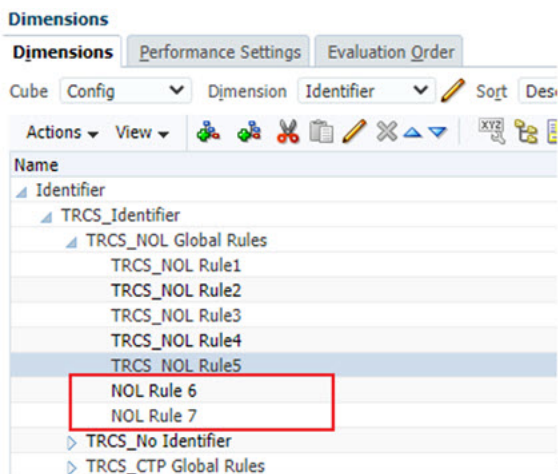 Dimensions
Dimensions Performance Settings Evaluation Order
Cube Config Dimension Identifier Sort Des
Actions View XYZ
Name
Identifier
TRCS_Identifier
TRCS_NOL Global Rules
TRCS_NOL Rule1
TRCS_NOL Rule2
TRCS_NOL Rule3
TRCS_NOL Rule4
TRCS_NOL Rule5
NOL Rule 6
NOL Rule 7
TRCS_No Identifier
TRCS_CTP Global Rules